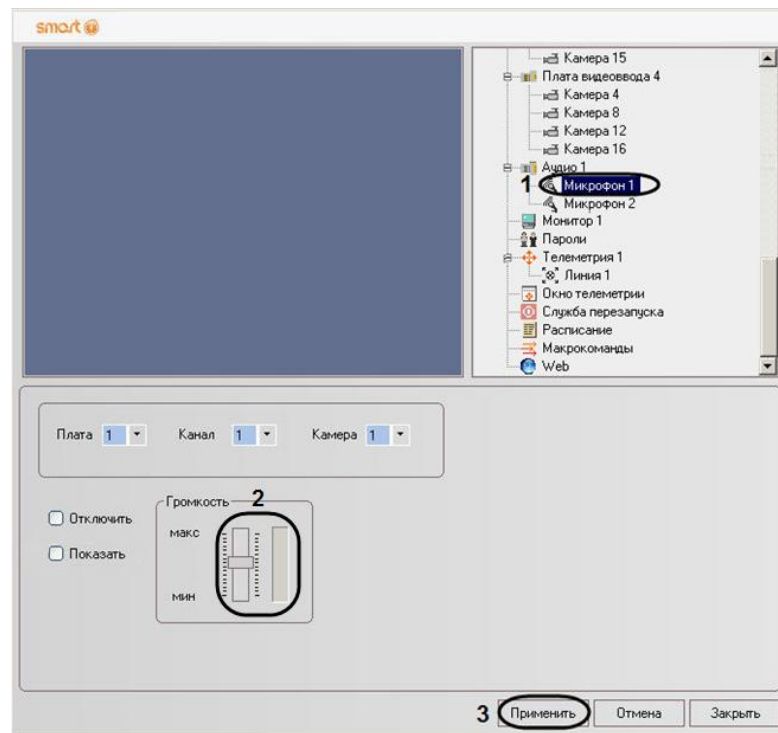 smart
Камера 15
Плата видеоввода 4
Камера 4
Камера 8
Камера 12
Камера 16
Аудио 1
1 Микрофон 1
Микрофон 2
Монитор 1
Пароли
Телеметрия 1
Линия 1
Окно телеметрии
Служба перезапуска
Расписание
Макрокоманды
Web
Плата 1 Канал 1 Камера 1
Громкость 2
Отключить
макс
Показать
мин
3 Применить Отмена Закрыть